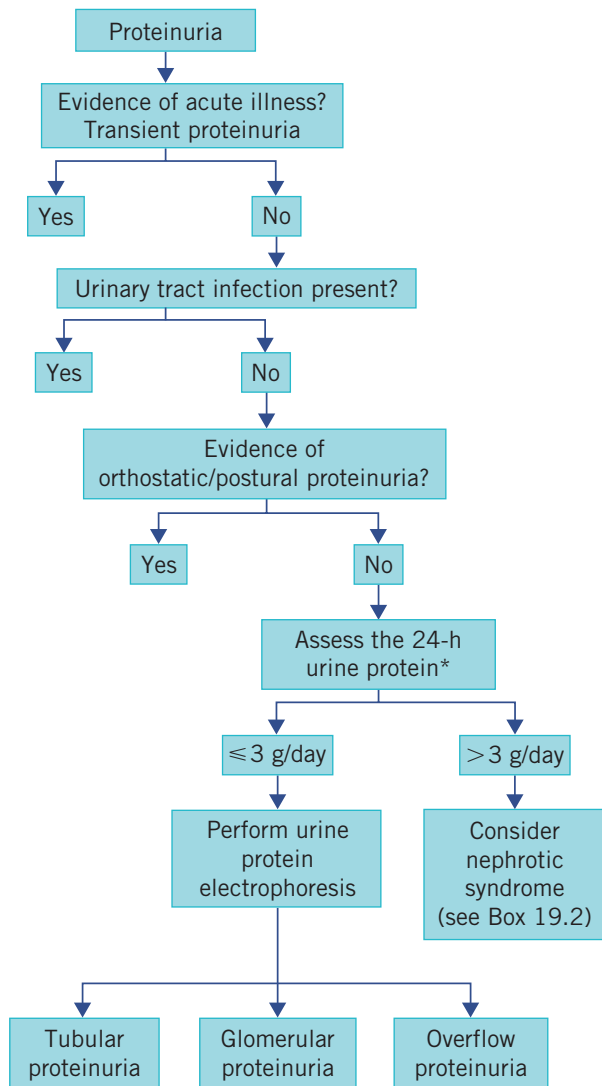 Proteinuria
Evidence of acute illness?
Transient proteinuria
Yes
No
Urinary tract infection present?
Yes
No
Evidence of
orthostatic/postural proteinuria?
Yes
No
Assess the 24-h
urine protein*
≤3 g/day
>3 g/day
Perform urine
protein
electrophoresis
Consider
nephrotic
syndrome
(see Box 19.2)
Tubular
proteinuria
Glomerular
proteinuria
Overflow
proteinuria